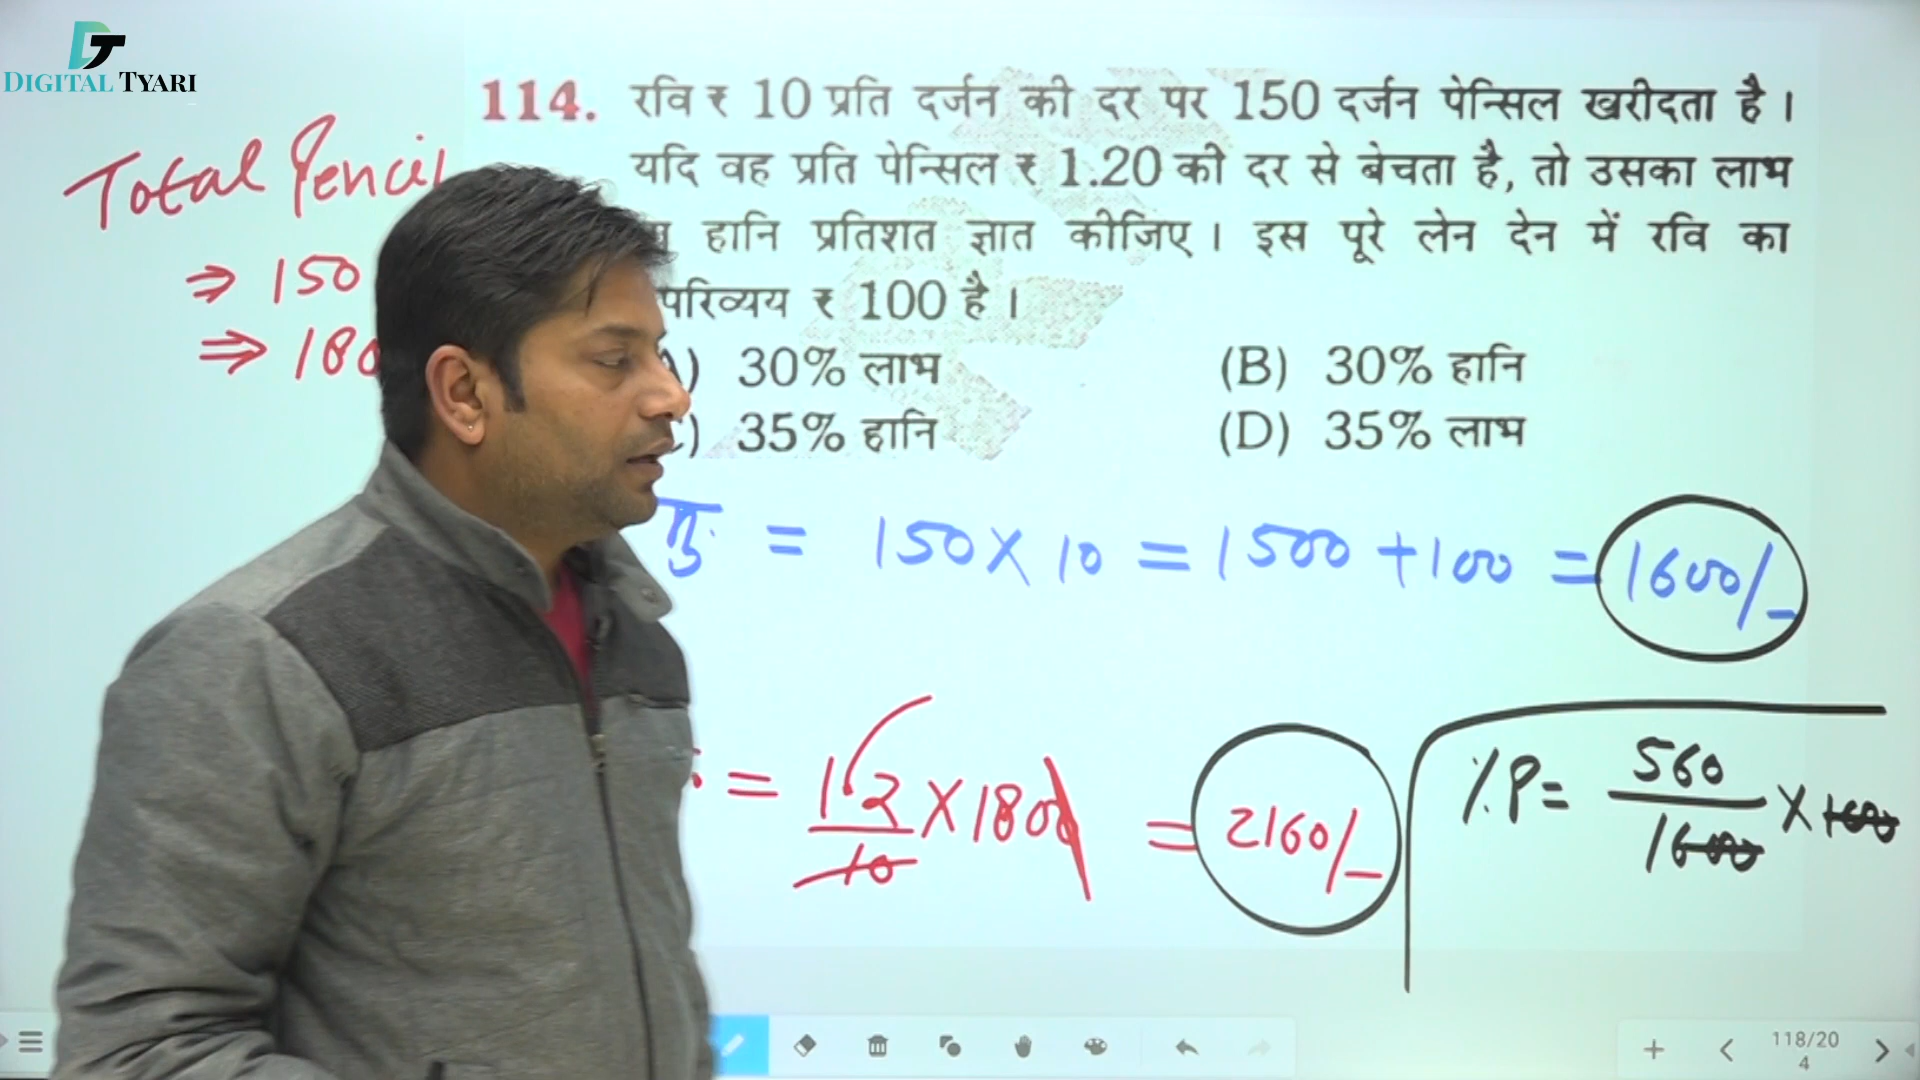 DIGITAL TYARI
114. रवि ₹ 10 प्रति दर्जन की दर पर 150 दर्जन पेन्सिल खरीदता है।
यदि वह प्रति पेन्सिल ₹ 1.20 की दर से बेचता है, तो उसका लाभ
हानि प्रतिशत ज्ञात कीजिए। इस पूरे लेन देन में रवि का
परिव्यय ₹ 100 है।
30% लाभ (B) 30% हानि
35% हानि (D) 35% लाभ
Total Pencil
⇒ 150
⇒ 180
= 150 × 10 = 1500 + 100 = 1600/-
= 12/10 × 1800 = 2160/-
%P = 560/1600 × 100
118/20
4